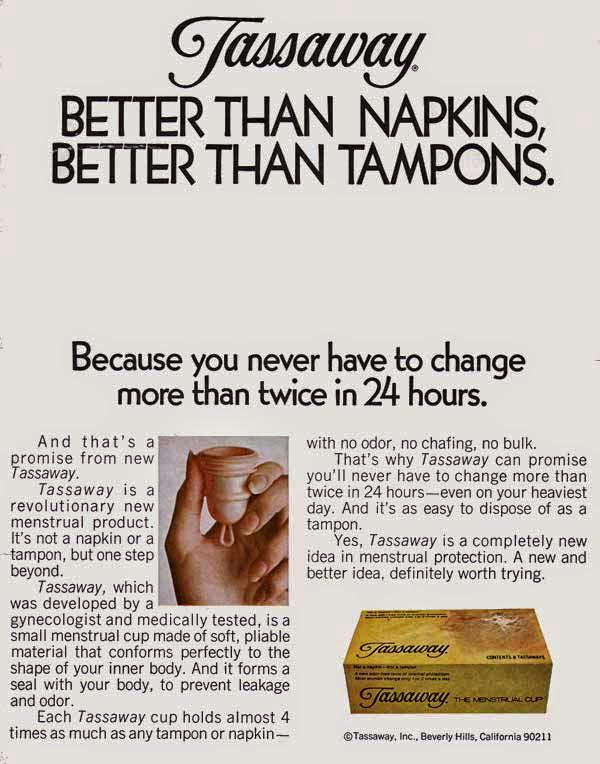 Tassaway®
BETTER THAN NAPKINS,
BETTER THAN TAMPONS.
Because you never have to change
more than twice in 24 hours.
And that's a
promise from new
Tassaway.
Tassaway is a
revolutionary new
menstrual product.
It's not a napkin or a
tampon, but one step
beyond.
Tassaway, which
was developed by a
gynecologist and medically tested, is a
small menstrual cup made of soft, pliable
material that conforms perfectly to the
shape of your inner body. And it forms a
seal with your body, to prevent leakage
and odor.
Each Tassaway cup holds almost 4
times as much as any tampon or napkin—
with no odor, no chafing, no bulk.
That's why Tassaway can promise
you'll never have to change more than
twice in 24 hours—even on your heaviest
day. And it's as easy to dispose of as a
tampon.
Yes, Tassaway is a completely new
idea in menstrual protection. A new and
better idea, definitely worth trying.
Tassaway
CONTENTS 8 TASSAWAYS
Not a napkin—Not a tampon
Tassaway. THE MENSTRUAL CUP
©Tassaway, Inc., Beverly Hills, California 90211